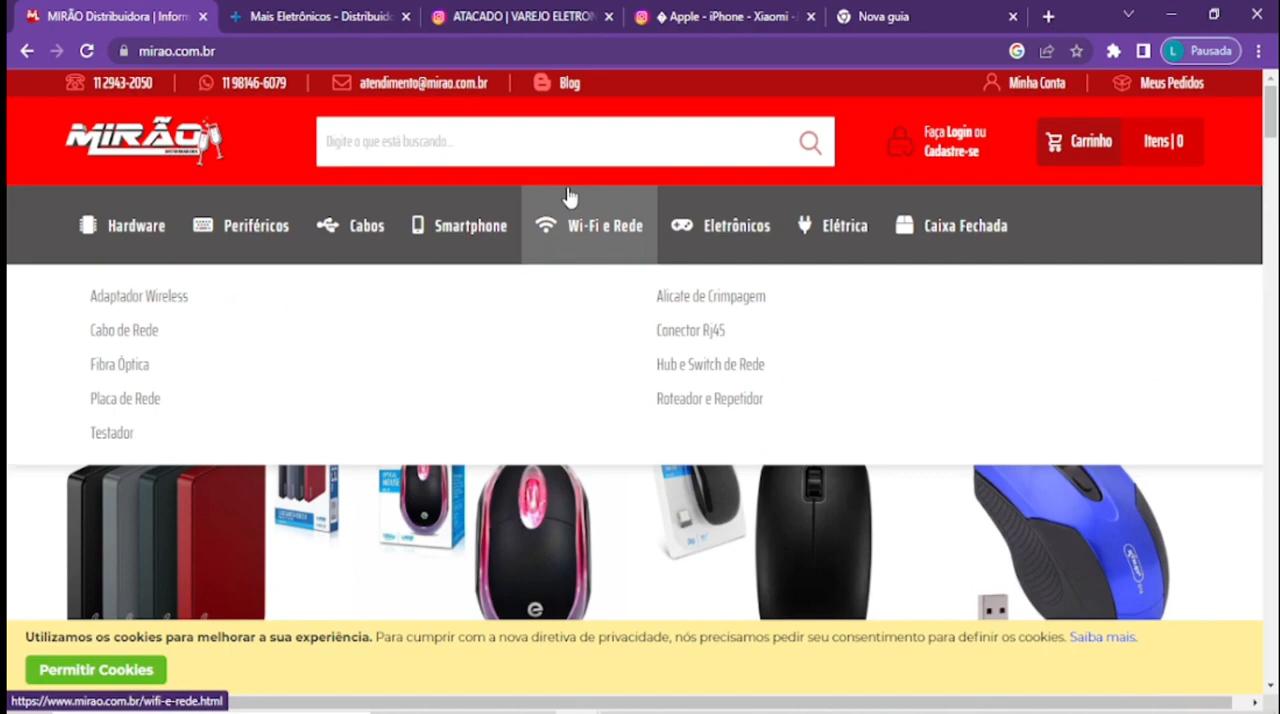 MIRÃO Distribuidora | Inform
Mais Eletrônicos - Distribuido
ATACADO | VAREJO ELETRON
Apple - iPhone - Xiaomi -
Nova guia
mirao.com.br
L Pausada
11 2943-2050
11 98146-6079
atendimento@mirao.com.br
Blog
Minha Conta
Meus Pedidos
MIRÃO
DISTRIBUIDORA
Digite o que está buscando...
Faça Login ou
Cadastre-se
Carrinho
Itens | 0
Hardware
Periféricos
Cabos
Smartphone
Wi-Fi e Rede
Eletrônicos
Elétrica
Caixa Fechada
Adaptador Wireless
Alicate de Crimpagem
Cabo de Rede
Conector Rj45
Fibra Óptica
Hub e Switch de Rede
Placa de Rede
Roteador e Repetidor
Testador
Utilizamos os cookies para melhorar a sua experiência. Para cumprir com a nova diretiva de privacidade, nós precisamos pedir seu consentimento para definir os cookies. Saiba mais.
Permitir Cookies
https://www.mirao.com.br/wifi-e-rede.html